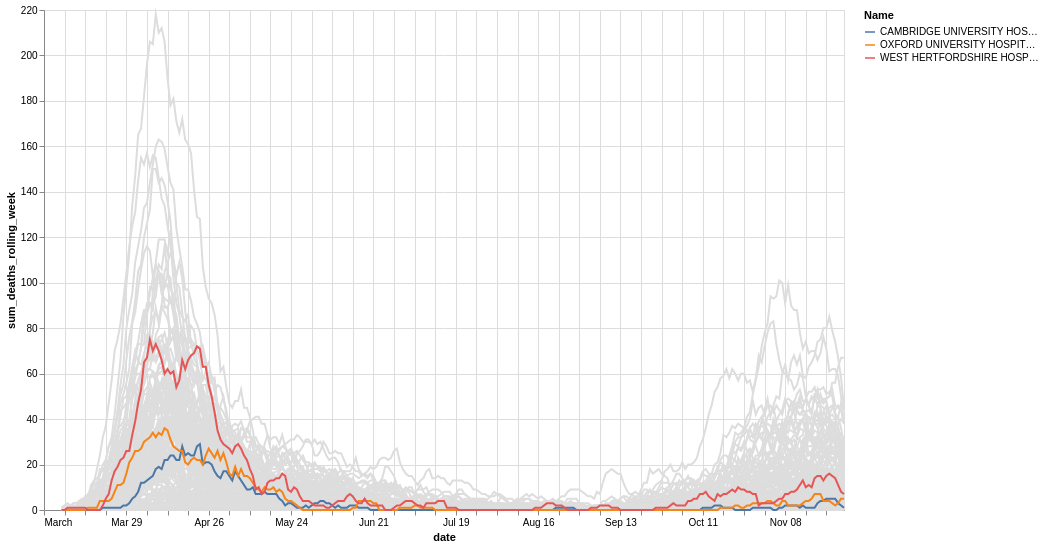 220
200
180
160
140
120
100
80
60
40
20
0
sum_deaths_rolling_week
March Mar 29 Apr 26 May 24 Jun 21 Jul 19 Aug 16 Sep 13 Oct 11 Nov 08
date
Name
CAMBRIDGE UNIVERSITY HOS…
OXFORD UNIVERSITY HOSPIT…
WEST HERTFORDSHIRE HOSP…